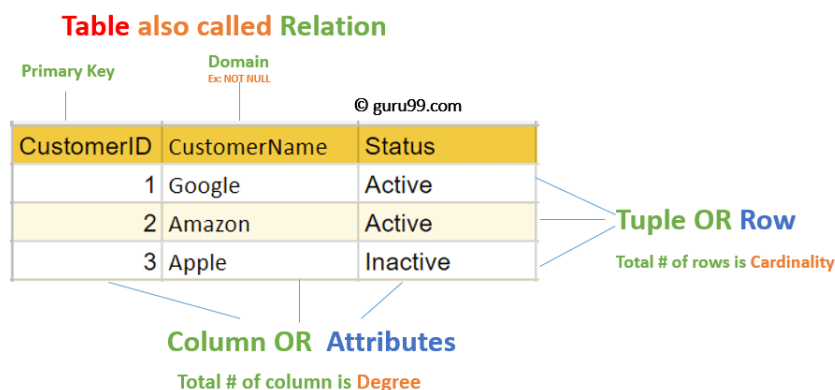 Table also called Relation
Primary Key
Domain
Ex: NOT NULL
© guru99.com
CustomerID CustomerName Status
1 Google Active
2 Amazon Active
3 Apple Inactive
Tuple OR Row
Total # of rows is Cardinality
Column OR Attributes
Total # of column is Degree